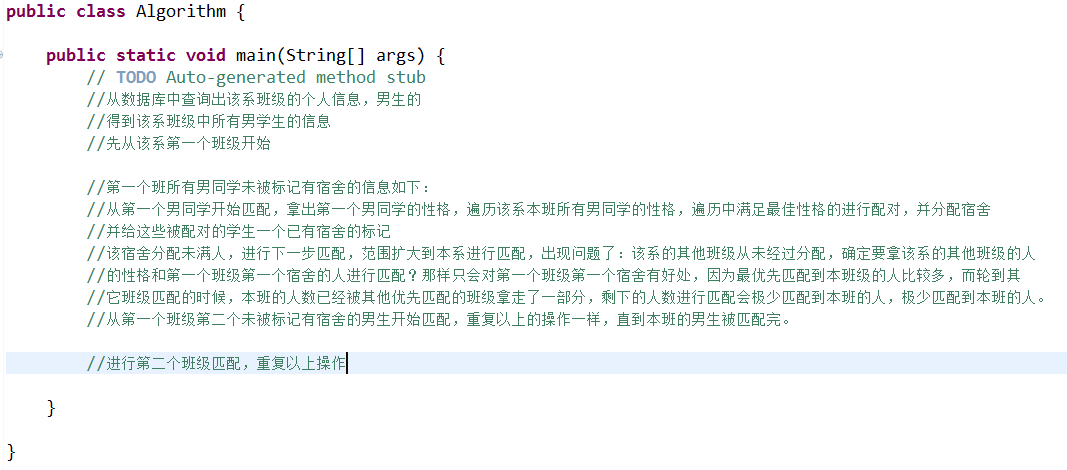 public class Algorithm {
public static void main(String[] args) {
// TODO Auto-generated method stub
//从数据库中查询出该系班级的个人信息，男生的
//得到该系班级中所有男学生的信息
//先从该系第一个班级开始
//第一个班所有男同学未被标记有宿舍的信息如下：
//从第一个男同学开始匹配，拿出第一个男同学的性格，遍历该系本班所有男同学的性格，遍历中满足最佳性格的进行配对，并分配宿舍
//并给这些被配对的学生一个已有宿舍的标记
//该宿舍分配未满人，进行下一步匹配，范围扩大到本系进行匹配，出现问题了：该系的其他班级从未经过分配，确定要拿该系的其他班级的人
//的性格和第一个班级第一个宿舍的人进行匹配？那样只会对第一个班级第一个宿舍有好处，因为最优先匹配到本班级的人比较多，而轮到其
//它班级匹配的时候，本班的人数已经被其他优先匹配的班级拿走了一部分，剩下的人数进行匹配会极少匹配到本班的人，极少匹配到本班的人。
//从第一个班级第二个未被标记有宿舍的男生开始匹配，重复以上的操作一样，直到本班的男生被匹配完。
//进行第二个班级匹配，重复以上操作
}
}